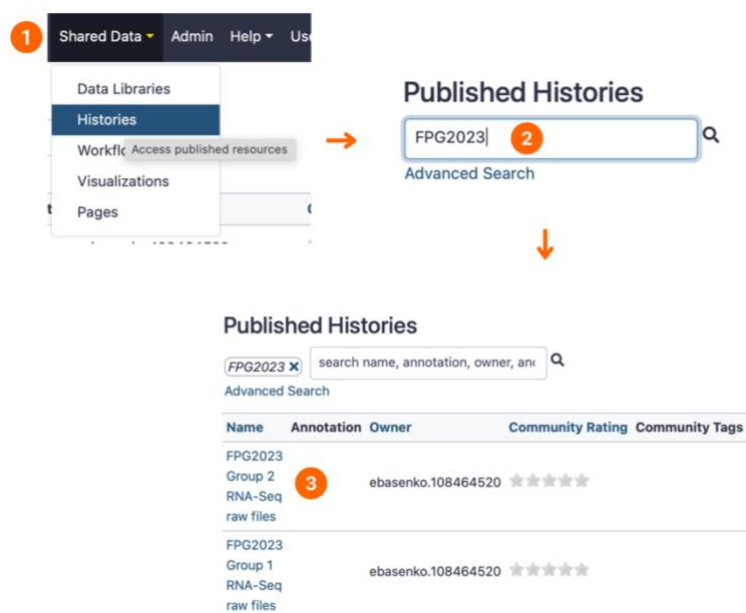 1
Shared Data Admin Help
Data Libraries
Histories
Access published resources
Visualizations
Pages
Published Histories
FPG2023
2
Advanced Search
Published Histories
FPG2023 x search name, annotation, owner,
Advanced Search
Name Annotation Owner Community Rating Community Tags
FPG2023
Group 2
RNA-Seq
raw files
3
ebasenko.108464520
FPG2023
Group 1
RNA-Seq
raw files
ebasenko.108464520